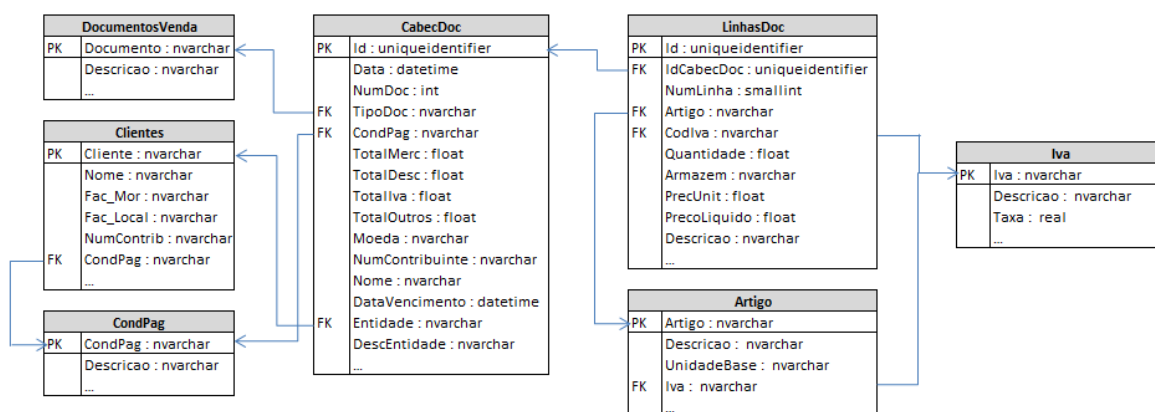 DocumentosVenda
PK Documento : nvarchar
Descricao : nvarchar
...
Clientes
PK Cliente : nvarchar
Nome : nvarchar
Fac_Mor : nvarchar
Fac_Local : nvarchar
NumContrib : nvarchar
FK CondPag : nvarchar
...
CondPag
PK CondPag : nvarchar
Descricao : nvarchar
...
CabecDoc
PK Id : uniqueidentifier
Data : datetime
NumDoc : int
FK TipoDoc : nvarchar
FK CondPag : nvarchar
TotalMerc : float
TotalDesc : float
TotalIva : float
TotalOutros : float
Moeda : nvarchar
NumContribuinte : nvarchar
Nome : nvarchar
DataVencimento : datetime
FK Entidade : nvarchar
DescEntidade : nvarchar
...
LinhasDoc
PK Id : uniqueidentifier
FK IdCabecDoc : uniqueidentifier
NumLinha : smallint
FK Artigo : nvarchar
FK CodIva : nvarchar
Quantidade : float
Armazem : nvarchar
PrecUnit : float
PrecoLiquido : float
Descricao : nvarchar
...
Artigo
PK Artigo : nvarchar
Descricao : nvarchar
UnidadeBase : nvarchar
FK Iva : nvarchar
...
Iva
PK Iva : nvarchar
Descricao : nvarchar
Taxa : real
...